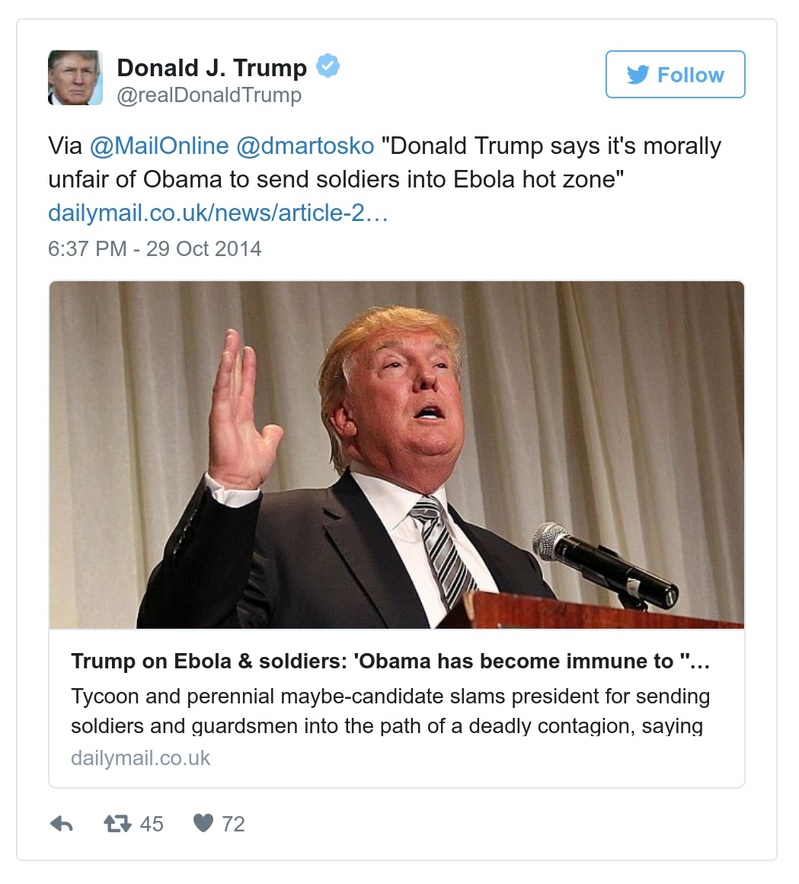 Donald J. Trump
Follow
@realDonaldTrump
Via @MailOnline @dmartosko "Donald Trump says it's morally
unfair of Obama to send soldiers into Ebola hot zone"
dailymail.co.uk/news/article-2…
6:37 PM - 29 Oct 2014
Trump on Ebola & soldiers: 'Obama has become immune to "…
Tycoon and perennial maybe-candidate slams president for sending
soldiers and guardsmen into the path of a deadly contagion, saying
dailymail.co.uk
45 72